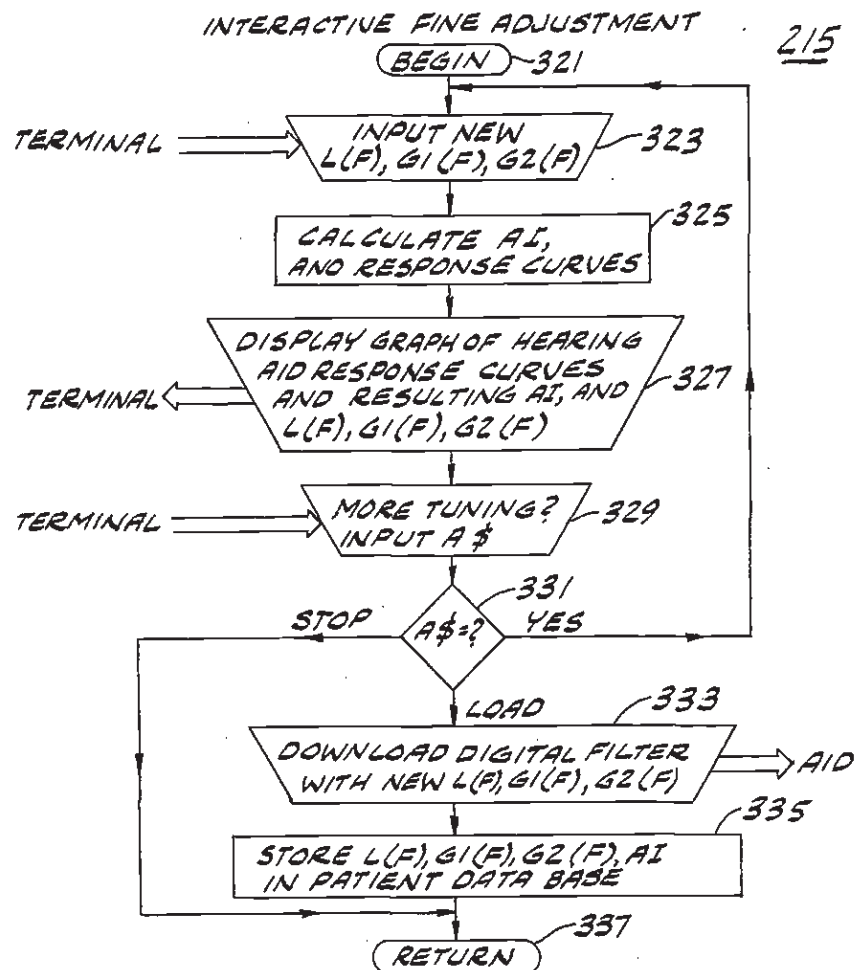 INTERACTIVE FINE ADJUSTMENT
215
BEGIN
321
TERMINAL
INPUT NEW
L(F), G1(F), G2(F)
323
325
CALCULATE AI,
AND RESPONSE CURVES
DISPLAY GRAPH OF HEARING
AID RESPONSE CURVES
AND RESULTING AI, AND
L(F), G1(F), G2(F)
327
TERMINAL
TERMINAL
MORE TUNING?
INPUT A$
329
331
STOP
A$=?
YES
LOAD
333
DOWNLOAD DIGITAL FILTER
WITH NEW L(F), G1(F), G2(F)
AID
335
STORE L(F), G1(F), G2(F), AI
IN PATIENT DATA BASE
337
RETURN